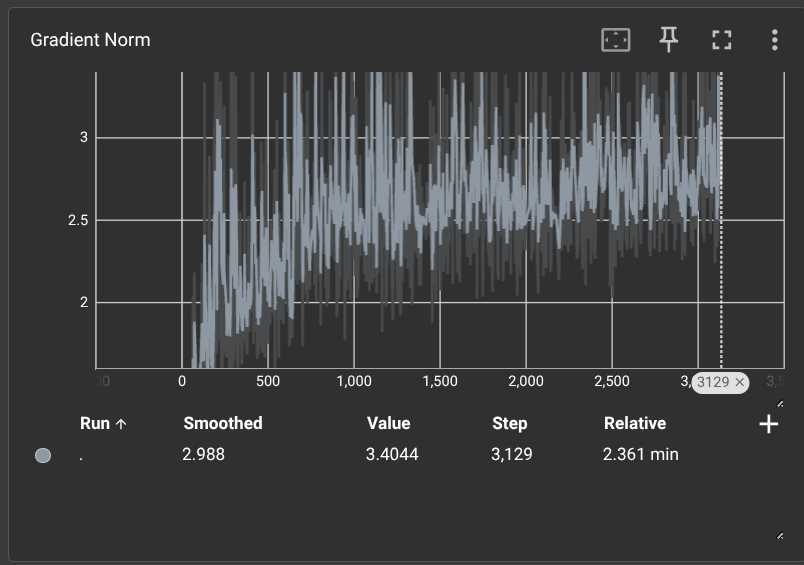 Gradient Norm
3
2.5
2
0 500 1,000 1,500 2,000 2,500 3129 ×
Run ↑ Smoothed Value Step Relative +
. 2.988 3.4044 3,129 2.361 min